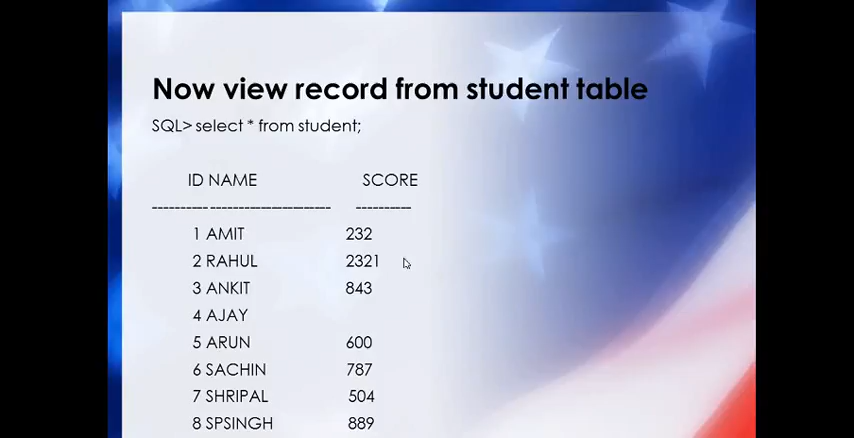 Now view record from student table
SQL> select * from student;
ID NAME SCORE
---------- --------------------- ----------
1 AMIT 232
2 RAHUL 2321
3 ANKIT 843
4 AJAY
5 ARUN 600
6 SACHIN 787
7 SHRIPAL 504
8 SPSINGH 889